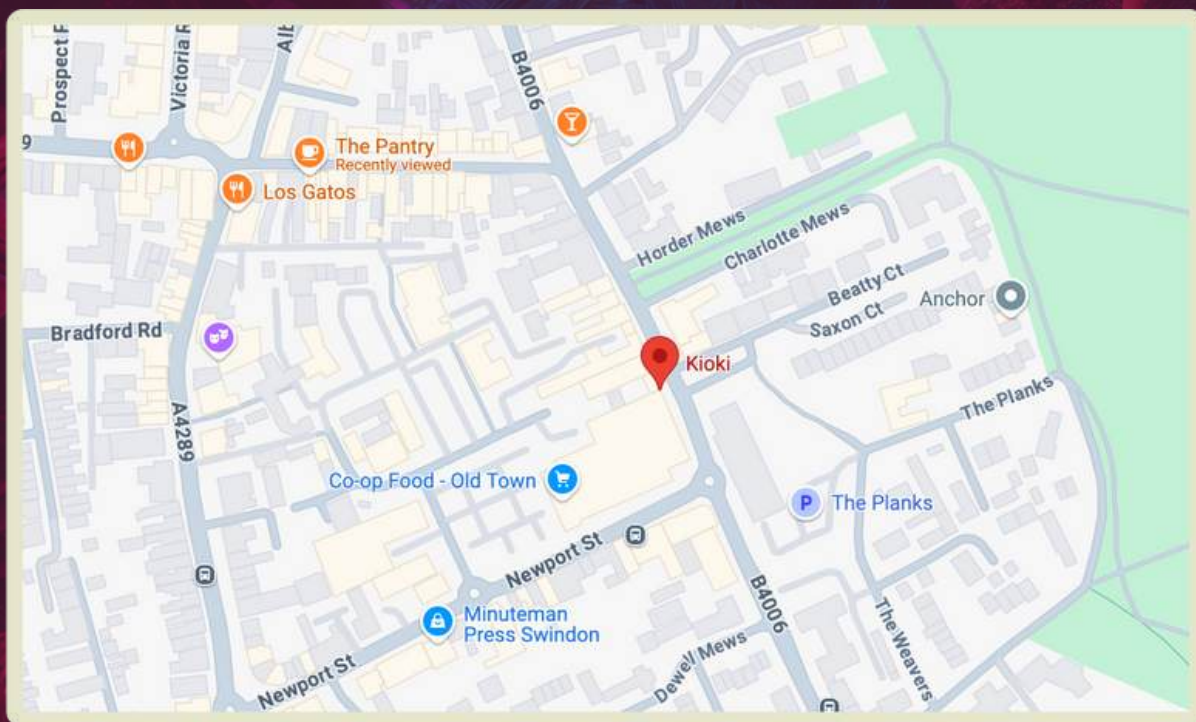 Prospect R
Victoria R
Alb
B4006
9
The Pantry
Recently viewed
Los Gatos
Horder Mews
Charlotte Mews
Beatty Ct
Saxon Ct
Anchor
Bradford Rd
Kioki
The Planks
A4289
Co-op Food - Old Town
P
The Planks
Newport St
Minuteman
Press Swindon
B4006
The Weavers
Dewell Mews
Newport St